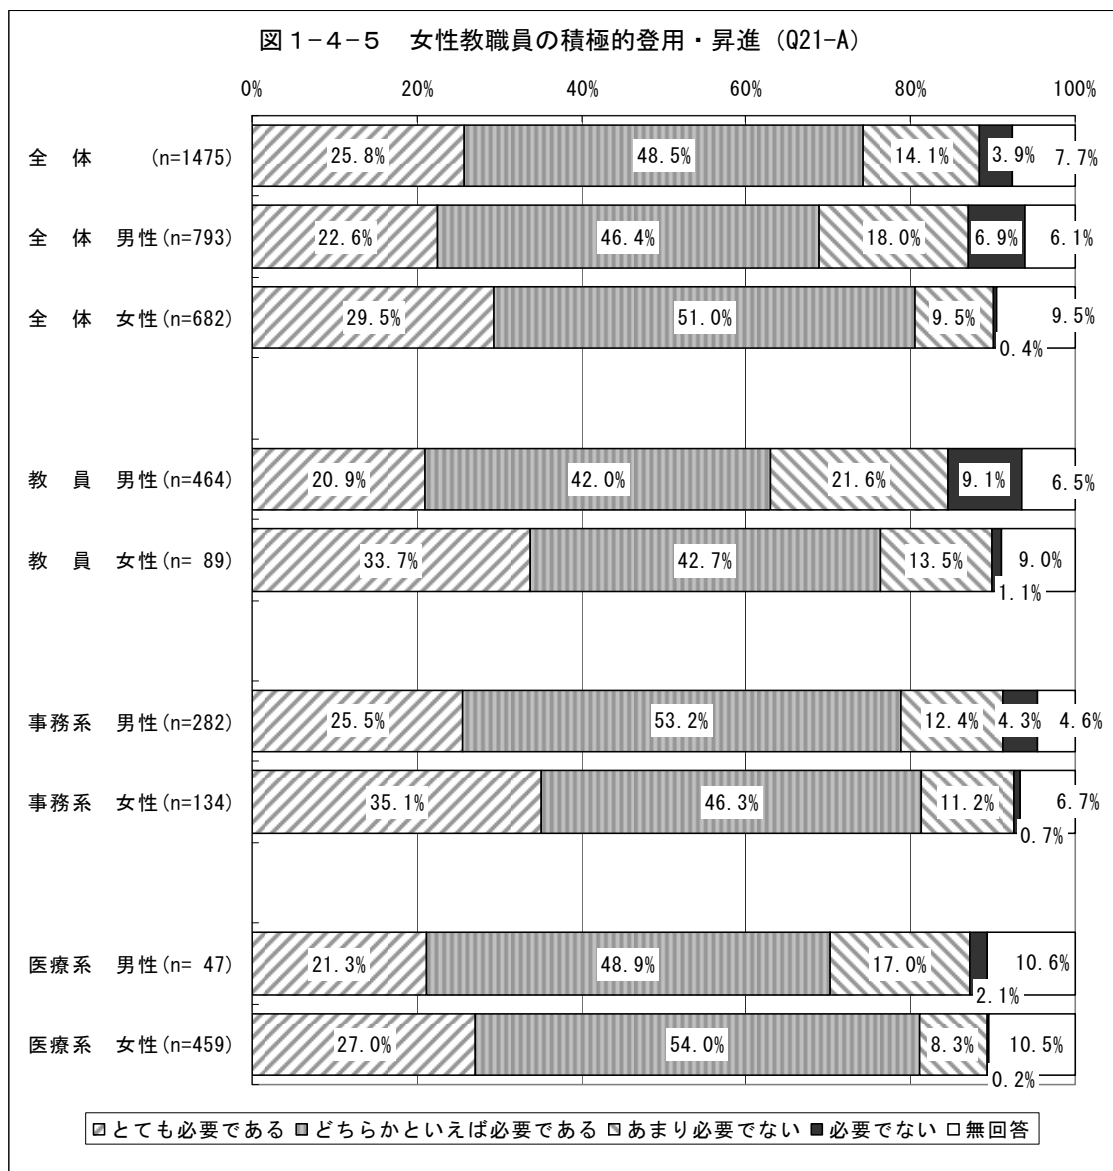 図1-4-5　女性教職員の積極的登用・昇進（Q21-A）
0% 20% 40% 60% 80% 100%
全　体　(n=1475) 25.8% 48.5% 14.1% 3.9% 7.7%
全　体　男性(n=793) 22.6% 46.4% 18.0% 6.9% 6.1%
全　体　女性(n=682) 29.5% 51.0% 9.5% 0.4% 9.5%
教　員　男性(n=464) 20.9% 42.0% 21.6% 9.1% 6.5%
教　員　女性(n= 89) 33.7% 42.7% 13.5% 1.1% 9.0%
事務系　男性(n=282) 25.5% 53.2% 12.4% 4.3% 4.6%
事務系　女性(n=134) 35.1% 46.3% 11.2% 0.7% 6.7%
医療系　男性(n= 47) 21.3% 48.9% 17.0% 2.1% 10.6%
医療系　女性(n=459) 27.0% 54.0% 8.3% 0.2% 10.5%
とても必要である どちらかといえば必要である あまり必要でない 必要でない 無回答